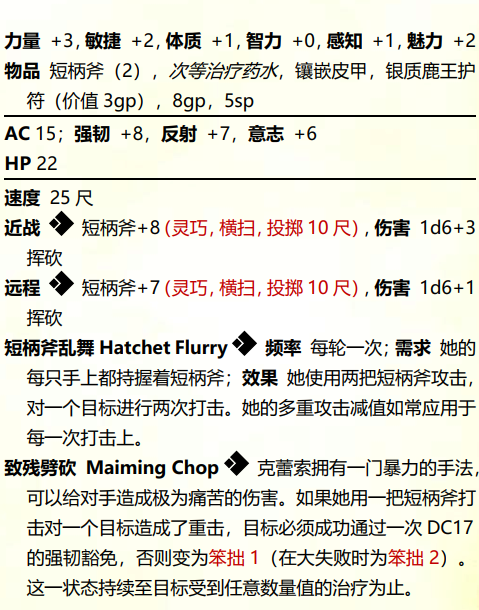 力量 +3, 敏捷 +2, 体质 +1, 智力 +0, 感知 +1, 魅力 +2
物品 短柄斧（2），次等治疗药水，镶嵌皮甲，银质鹿王护
符（价值 3gp），8gp，5sp
AC 15；强韧 +8，反射 +7，意志 +6
HP 22
速度 25 尺
近战 短柄斧+8 (灵巧, 横扫, 投掷 10 尺)，伤害 1d6+3
挥砍
远程 短柄斧+7 (灵巧, 横扫, 投掷 10 尺)，伤害 1d6+1
挥砍
短柄斧乱舞 Hatchet Flurry 频率 每轮一次；需求 她的
每只手上都持握着短柄斧；效果 她使用两把短柄斧攻击，
对一个目标进行两次打击。她的多重攻击减值如常应用于
每一次打击上。
致残劈砍 Maiming Chop 克蕾索拥有一门暴力的手法，
可以给对手造成极为痛苦的伤害。如果她用一把短柄斧打
击对一个目标造成了重击，目标必须成功通过一次 DC17
的强韧豁免，否则变为笨拙 1（在大失败时为笨拙 2）。
这一状态持续至目标受到任意数量值的治疗为止。